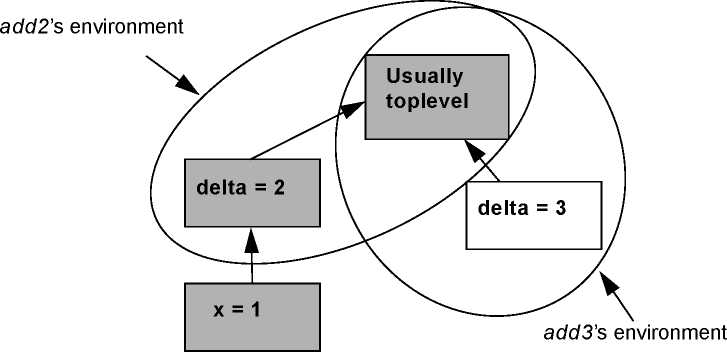 add2's environment
Usually
toplevel
delta = 2
delta = 3
x = 1
add3's environment